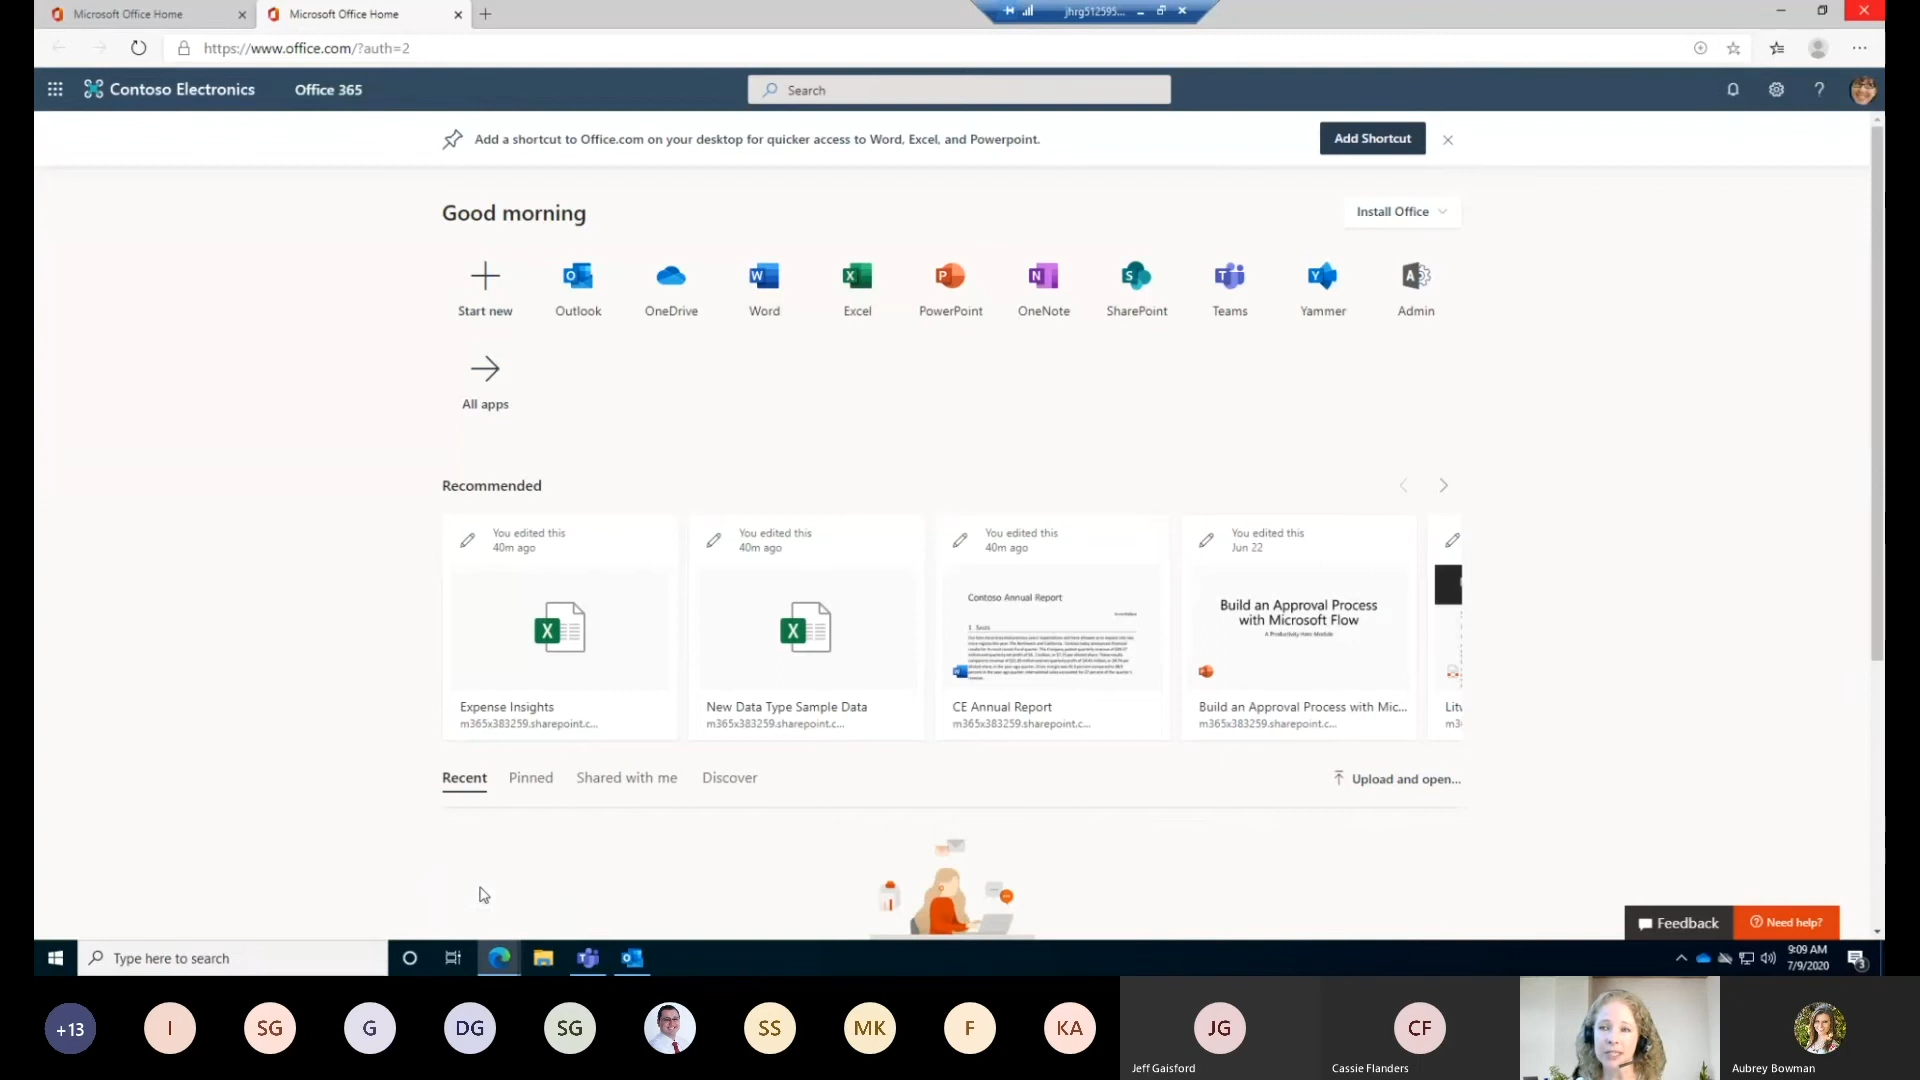 Microsoft Office Home
Microsoft Office Home
jhrg512595...
https://www.office.com/?auth=2
Contoso Electronics
Office 365
Search
Add a shortcut to Office.com on your desktop for quicker access to Word, Excel, and Powerpoint.
Add Shortcut
Good morning
Install Office
Start new
Outlook
OneDrive
Word
Excel
PowerPoint
OneNote
SharePoint
Teams
Yammer
Admin
All apps
Recommended
You edited this
40m ago
You edited this
40m ago
You edited this
40m ago
You edited this
Jun 22
Contoso Annual Report
Build an Approval Process
with Microsoft Flow
A Productivity Hero Module
Expense Insights
m365x383259.sharepoint.c...
New Data Type Sample Data
m365x383259.sharepoint.c...
CE Annual Report
m365x383259.sharepoint.c...
Build an Approval Process with Mic...
m365x383259.sharepoint.c...
Recent
Pinned
Shared with me
Discover
Upload and open...
Feedback
Need help?
Type here to search
9:09 AM
7/9/2020
3
+13
I
SG
G
DG
SG
SS
MK
F
KA
JG
Jeff Gaisford
CF
Cassie Flanders
Aubrey Bowman